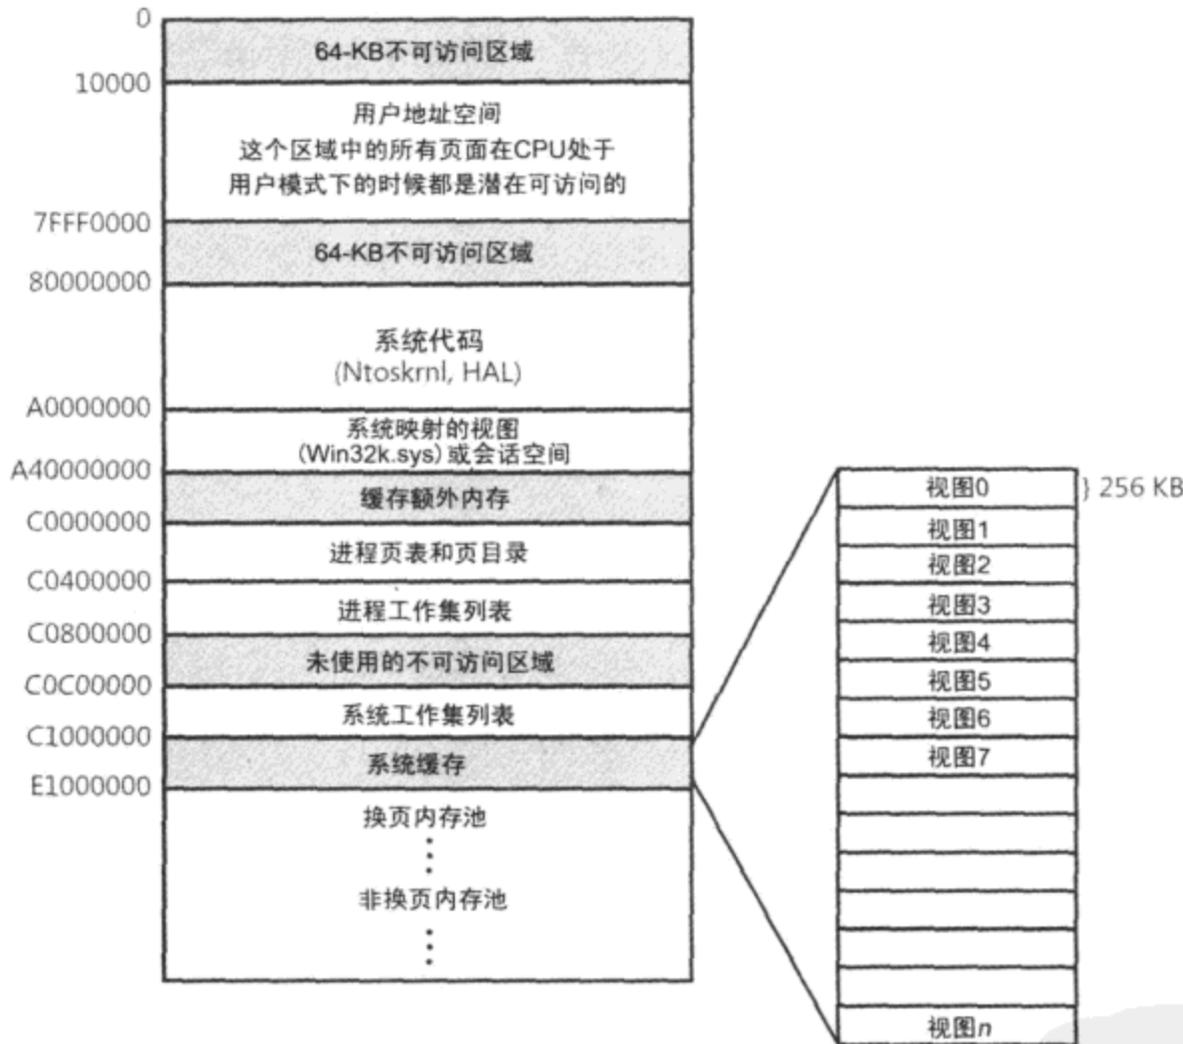 0
64-KB不可访问区域
10000
用户地址空间
这个区域中的所有页面在CPU处于
用户模式下的时候都是潜在可访问的
7FFF0000
64-KB不可访问区域
80000000
系统代码
(Ntoskrnl, HAL)
A0000000
系统映射的视图
(Win32k.sys)或会话空间
A40000000
缓存额外内存
C0000000
进程页表和页目录
C0400000
进程工作集列表
C0800000
未使用的不可访问区域
C0C00000
系统工作集列表
C1000000
系统缓存
E1000000
换页内存池
非换页内存池
视图0
} 256 KB
视图1
视图2
视图3
视图4
视图5
视图6
视图7
视图n